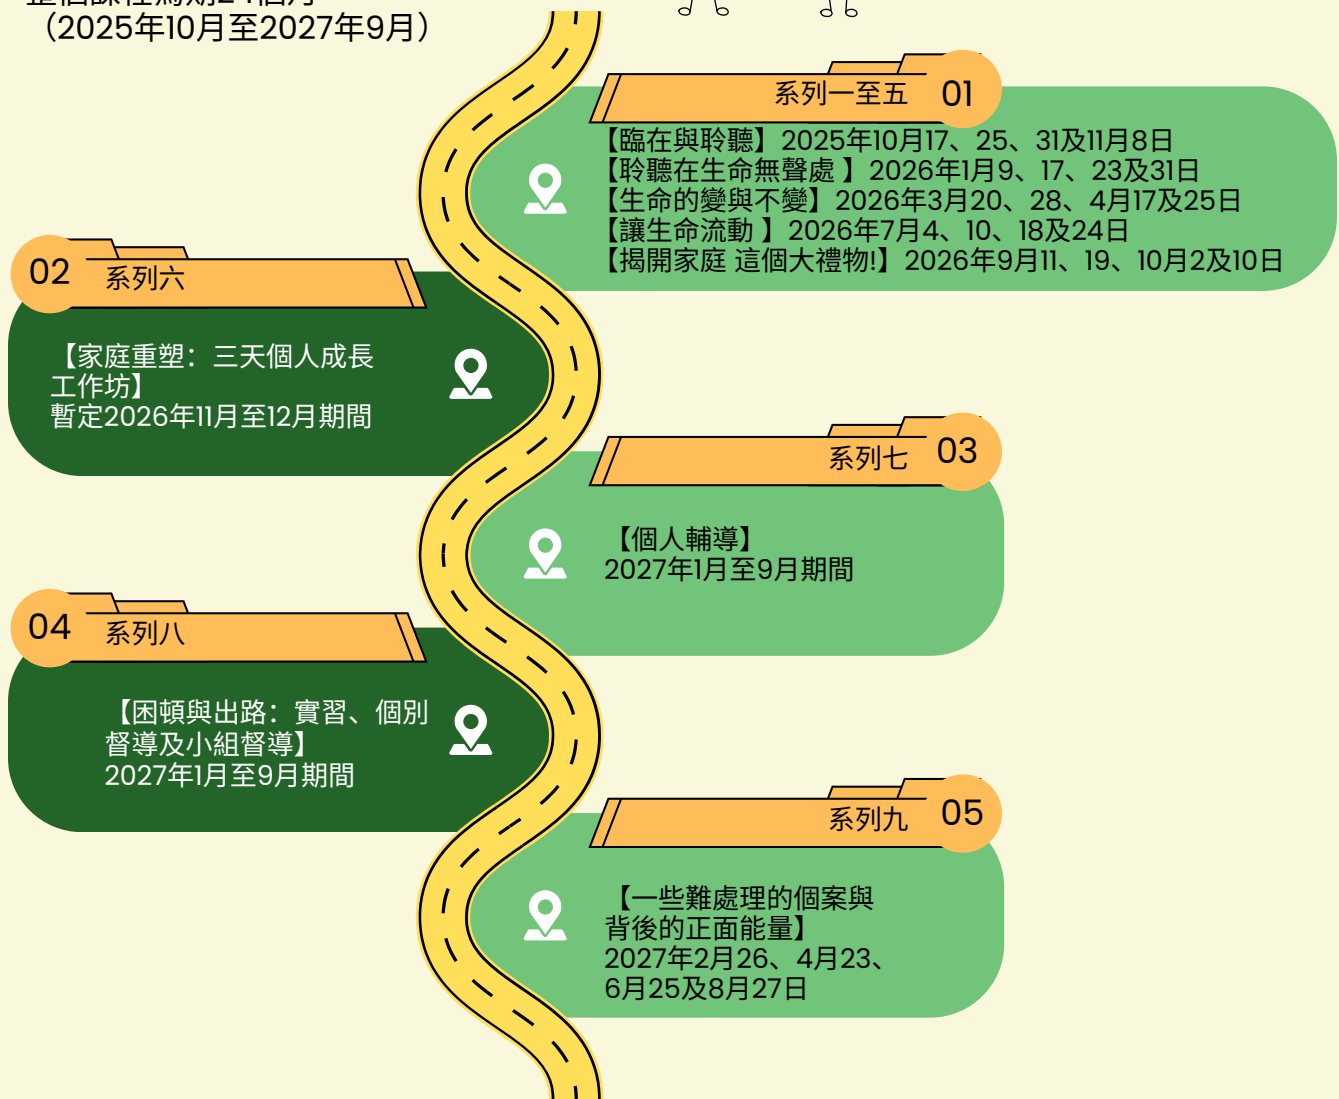 整個課程為期24個月
（2025年10月至2027年9月）
系列一至五 01
【臨在與聆聽】2025年10月17、25、31及11月8日
【聆聽在生命無聲處 】2026年1月9、17、23及31日
【生命的變與不變】2026年3月20、28、4月17及25日
【讓生命流動 】2026年7月4、10、18及24日
【揭開家庭 這個大禮物!】2026年9月11、19、10月2及10日
02 系列六
【家庭重塑：三天個人成長
工作坊】
暫定2026年11月至12月期間
系列七 03
【個人輔導】
2027年1月至9月期間
04 系列八
【困頓與出路：實習、個別
督導及小組督導】
2027年1月至9月期間
系列九 05
【一些難處理的個案與
背後的正面能量】
2027年2月26、4月23、
6月25及8月27日